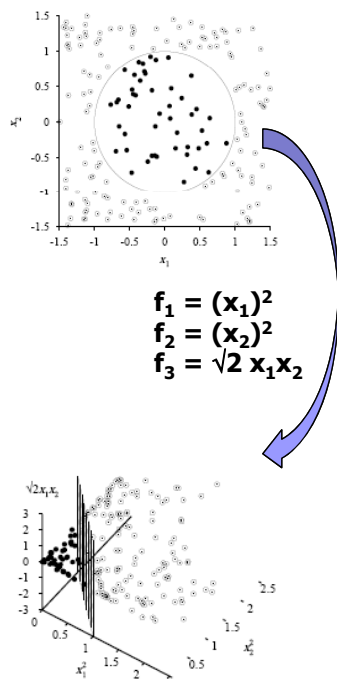 1.5
1
0.5
0
-0.5
-1
-1.5
x₂
-1.5 -1 -0.5 0 0.5 1 1.5
x₁
f₁ = (x₁)²
f₂ = (x₂)²
f₃ = √2 x₁x₂
√2x₁x₂
3
2
1
0
-1
-2
-3
0
0.5
1
1.5
2
x₁²
0.5
1
1.5
2
2.5
x₂²